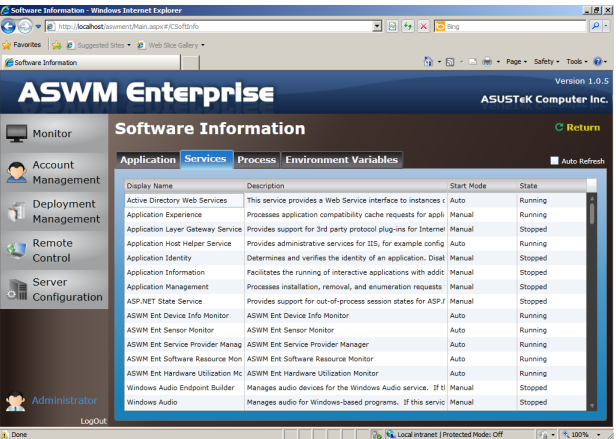 Software Information - Windows Internet Explorer
http://localhost/aswment/Main.aspx#/CSoftInfo
Bing
Favorites Suggested Sites Web Slice Gallery
Software Information
Page Safety Tools
Version 1.0.5
ASWM Enterprise
ASUSTeK Computer Inc.
Monitor
Account Management
Deployment Management
Remote Control
Server Configuration
Administrator
LogOut
Software Information
Return
Application Services Process Environment Variables
Auto Refresh
Display Name Description Start Mode State
Active Directory Web Services This service provides a Web Service interface to instances Auto Running
Application Experience Processes application compatibility cache requests for appli Manual Running
Application Layer Gateway Service Provides support for 3rd party protocol plug-ins for Internet Manual Stopped
Application Host Helper Service Provides administrative services for IIS, for example config Auto Running
Application Identity Determines and verifies the identity of an application. Disab Manual Stopped
Application Information Facilitates the running of interactive applications with addit Manual Running
Application Management Processes installation, removal, and enumeration requests Manual Stopped
ASP.NET State Service Provides support for out-of-process session states for ASP. Manual Stopped
ASWM Ent Device Info Monitor ASWM Ent Device Info Monitor Auto Running
ASWM Ent Sensor Monitor ASWM Ent Sensor Monitor Auto Running
ASWM Ent Service Provider Manag ASWM Ent Service Provider Manager Auto Running
ASWM Ent Software Resource Mon ASWM Ent Software Resource Monitor Auto Running
ASWM Ent Hardware Utilization Mc ASWM Ent Hardware Utilization Monitor Auto Running
Windows Audio Endpoint Builder Manages audio devices for the Windows Audio service. If Manual Stopped
Windows Audio Manages audio for Windows-based programs. If this servic Manual Stopped
Done Local intranet | Protected Mode: Off 100%